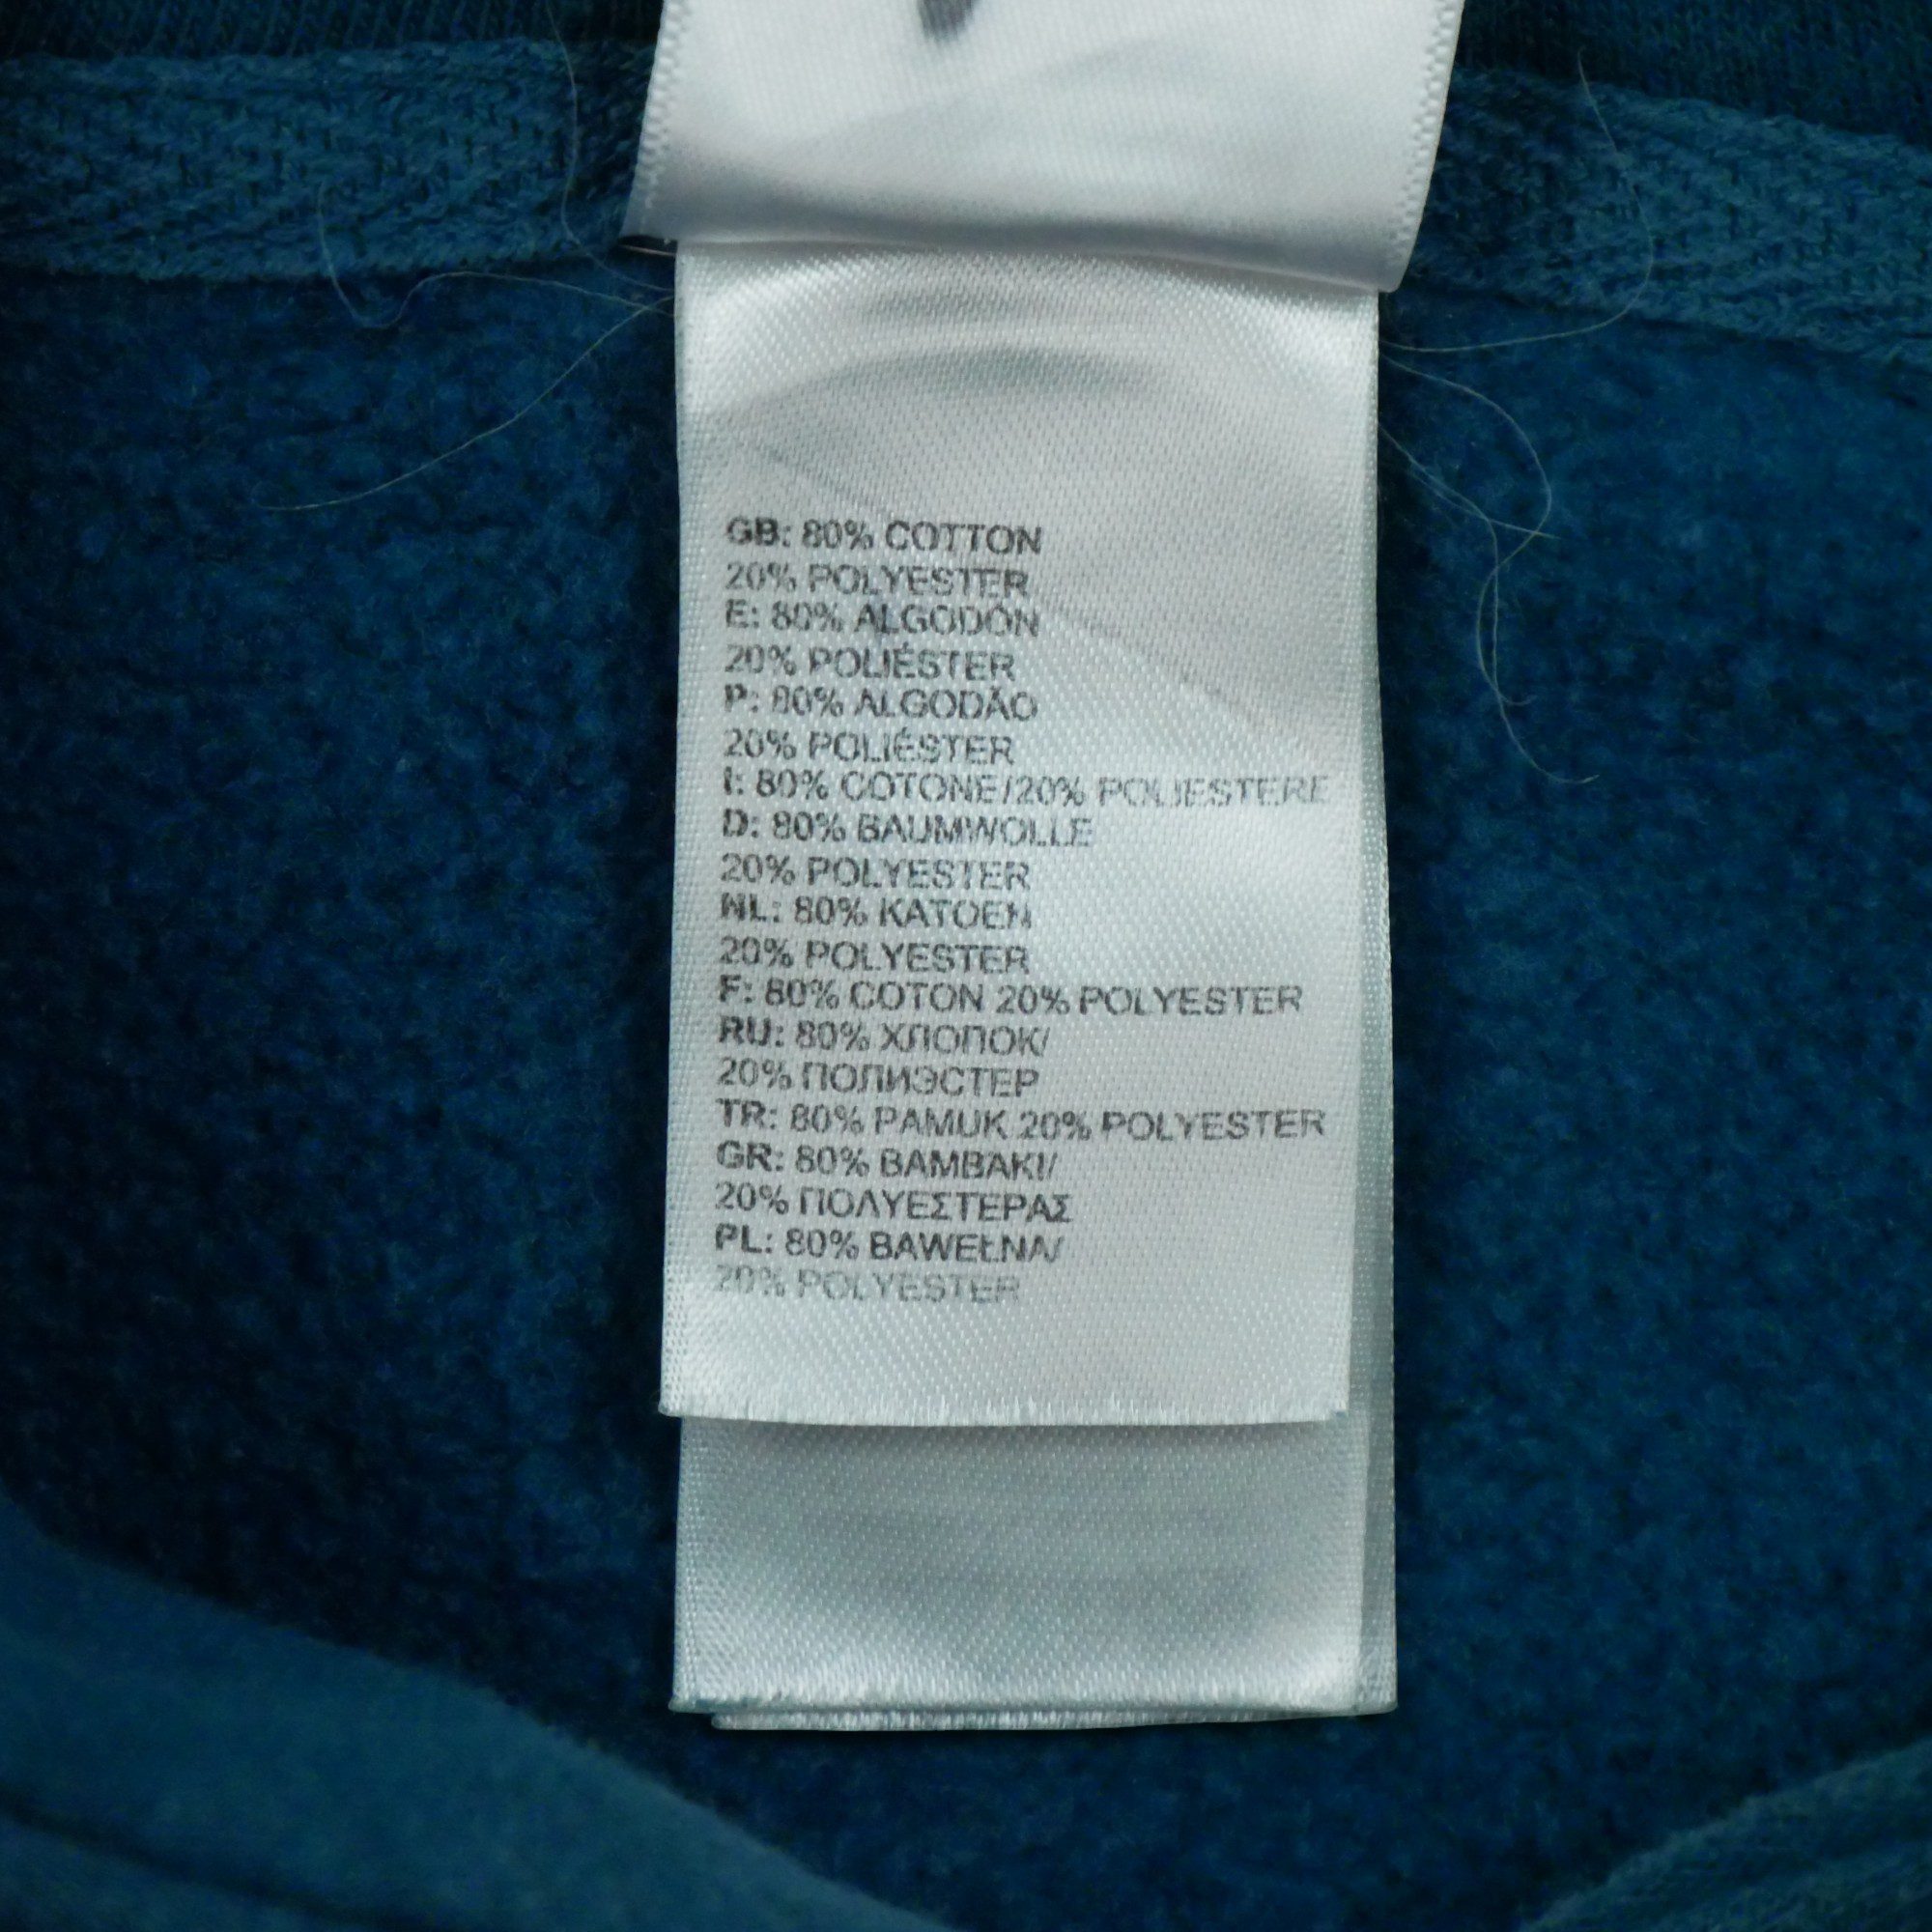 GB: 80% COTTON
20% POLYESTER
E: 80% ALGODÓN
20% POLIÉSTER
P: 80% ALGODÃO
20% POLIÉSTER
I: 80% COTONE/20% POLIESTERE
D: 80% BAUMWOLLE
20% POLYESTER
NL: 80% KATOEN
20% POLYESTER
F: 80% COTON 20% POLYESTER
RU: 80% ХЛОПОК/
20% ПОЛИЭСТЕР
TR: 80% PAMUK 20% POLYESTER
GR: 80% ΒΑΜΒΑΚΙ/
20% ΠΟΛΥΕΣΤΕΡΑΣ
PL: 80% BAWEŁNA/
20% POLYESTER